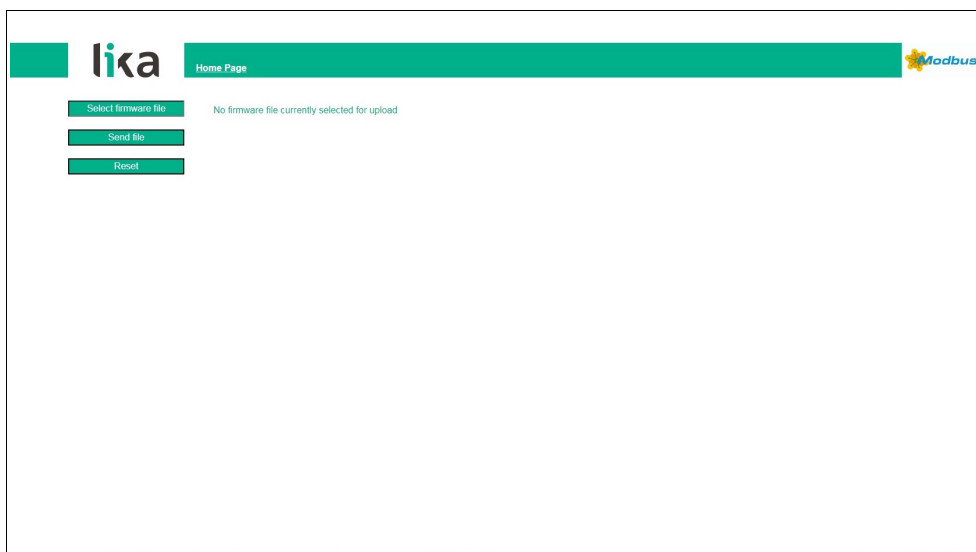 lika
Home Page
Modbus
Select firmware file
No firmware file currently selected for upload
Send file
Reset